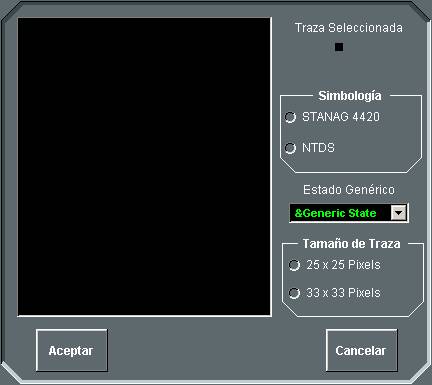 Traza Seleccionada
Simbología
STANAG 4420
NTDS
Estado Genérico
&Generic State
Tamaño de Traza
25 x 25 Pixels
33 x 33 Pixels
Aceptar
Cancelar